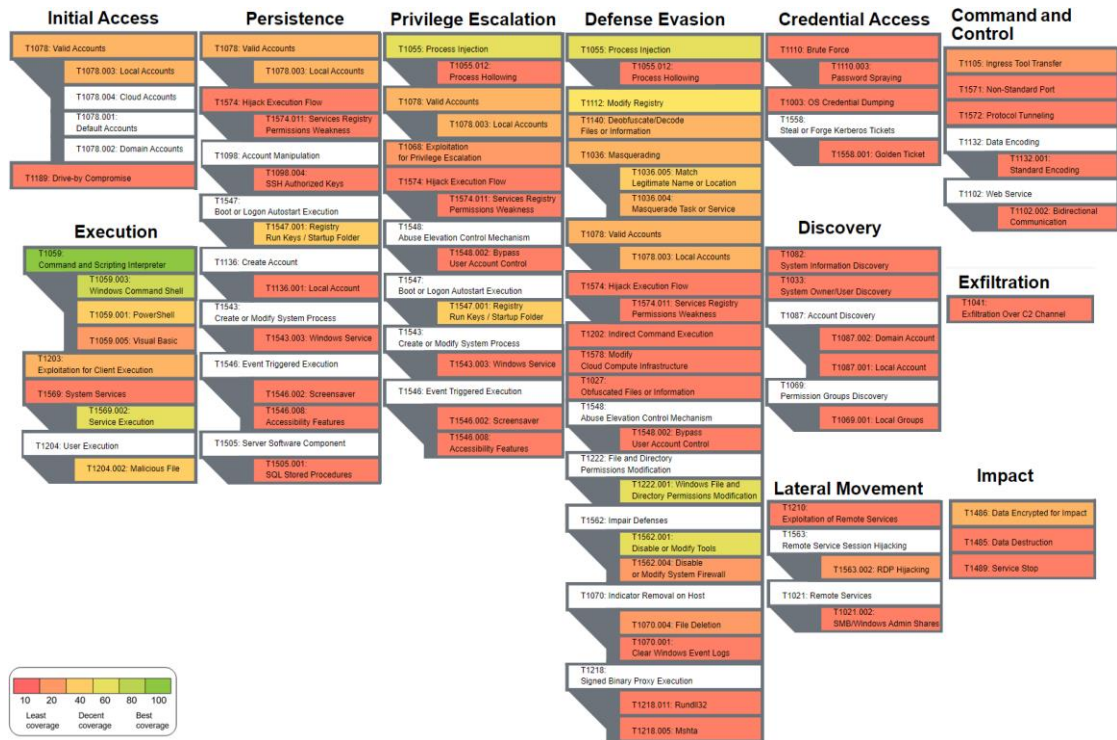 Initial Access
T1078: Valid Accounts
T1078.003: Local Accounts
T1078.004: Cloud Accounts
T1078.001:
Default Accounts
T1078.002: Domain Accounts
T1189: Drive-by Compromise
Execution
T1059:
Command and Scripting Interpreter
T1059.003:
Windows Command Shell
T1059.001: PowerShell
T1059.005: Visual Basic
T1203:
Exploitation for Client Execution
T1569: System Services
T1569.002:
Service Execution
T1204: User Execution
T1204.002: Malicious File
Persistence
T1078: Valid Accounts
T1078.003: Local Accounts
T1574: Hijack Execution Flow
T1574.011: Services Registry
Permissions Weakness
T1098: Account Manipulation
T1098.004:
SSH Authorized Keys
T1547:
Boot or Logon Autostart Execution
T1547.001: Registry
Run Keys / Startup Folder
T1136: Create Account
T1136.001: Local Account
T1543:
Create or Modify System Process
T1543.003: Windows Service
T1546: Event Triggered Execution
T1546.002: Screensaver
T1546.008:
Accessibility Features
T1505: Server Software Component
T1505.001:
SQL Stored Procedures
Privilege Escalation
T1055: Process Injection
T1055.012:
Process Hollowing
T1078: Valid Accounts
T1078.003: Local Accounts
T1068: Exploitation
for Privilege Escalation
T1574: Hijack Execution Flow
T1574.011: Services Registry
Permissions Weakness
T1548:
Abuse Elevation Control Mechanism
T1548.002: Bypass
User Account Control
T1547:
Boot or Logon Autostart Execution
T1547.001: Registry
Run Keys / Startup Folder
T1543:
Create or Modify System Process
T1543.003: Windows Service
T1546: Event Triggered Execution
T1546.002: Screensaver
T1546.008:
Accessibility Features
Defense Evasion
T1055: Process Injection
T1055.012:
Process Hollowing
T1112: Modify Registry
T1140: Deobfuscate/Decode
Files or Information
T1036: Masquerading
T1036.005: Match
Legitimate Name or Location
T1036.004:
Masquerade Task or Service
T1078: Valid Accounts
T1078.003: Local Accounts
T1574: Hijack Execution Flow
T1574.011: Services Registry
Permissions Weakness
T1202: Indirect Command Execution
T1578: Modify
Cloud Compute Infrastructure
T1027:
Obfuscated Files or Information
T1548:
Abuse Elevation Control Mechanism
T1548.002: Bypass
User Account Control
T1222: File and Directory
Permissions Modification
T1222.001: Windows File and
Directory Permissions Modification
T1562: Impair Defenses
T1562.001:
Disable or Modify Tools
T1562.004: Disable
or Modify System Firewall
T1070: Indicator Removal on Host
T1070.004: File Deletion
T1070.001:
Clear Windows Event Logs
T1218:
Signed Binary Proxy Execution
T1218.011: Rundll32
T1218.005: Mshta
Credential Access
T1110: Brute Force
T1110.003:
Password Spraying
T1003: OS Credential Dumping
T1558:
Steal or Forge Kerberos Tickets
T1558.001: Golden Ticket
Discovery
T1082:
System Information Discovery
T1033:
System Owner/User Discovery
T1087: Account Discovery
T1087.002: Domain Account
T1087.001: Local Account
T1069:
Permission Groups Discovery
T1069.001: Local Groups
Lateral Movement
T1210:
Exploitation of Remote Services
T1563:
Remote Service Session Hijacking
T1563.002: RDP Hijacking
T1021: Remote Services
T1021.002:
SMB/Windows Admin Shares
Command and
Control
T1105: Ingress Tool Transfer
T1571: Non-Standard Port
T1572: Protocol Tunneling
T1132: Data Encoding
T1132.001:
Standard Encoding
T1102: Web Service
T1102.002: Bidirectional
Communication
Exfiltration
T1041:
Exfiltration Over C2 Channel
Impact
T1486: Data Encrypted for Impact
T1485: Data Destruction
T1489: Service Stop
10 20 40 60 80 100
Least Decent Best
coverage coverage coverage